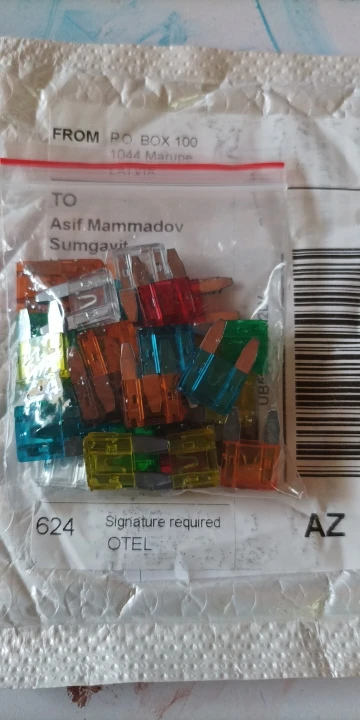 FROM P.O. BOX 100
1044 Marupe
LATVIA
TO
Asif Mammadov
Sumgayit
624
Signature required
OTEL
AZ